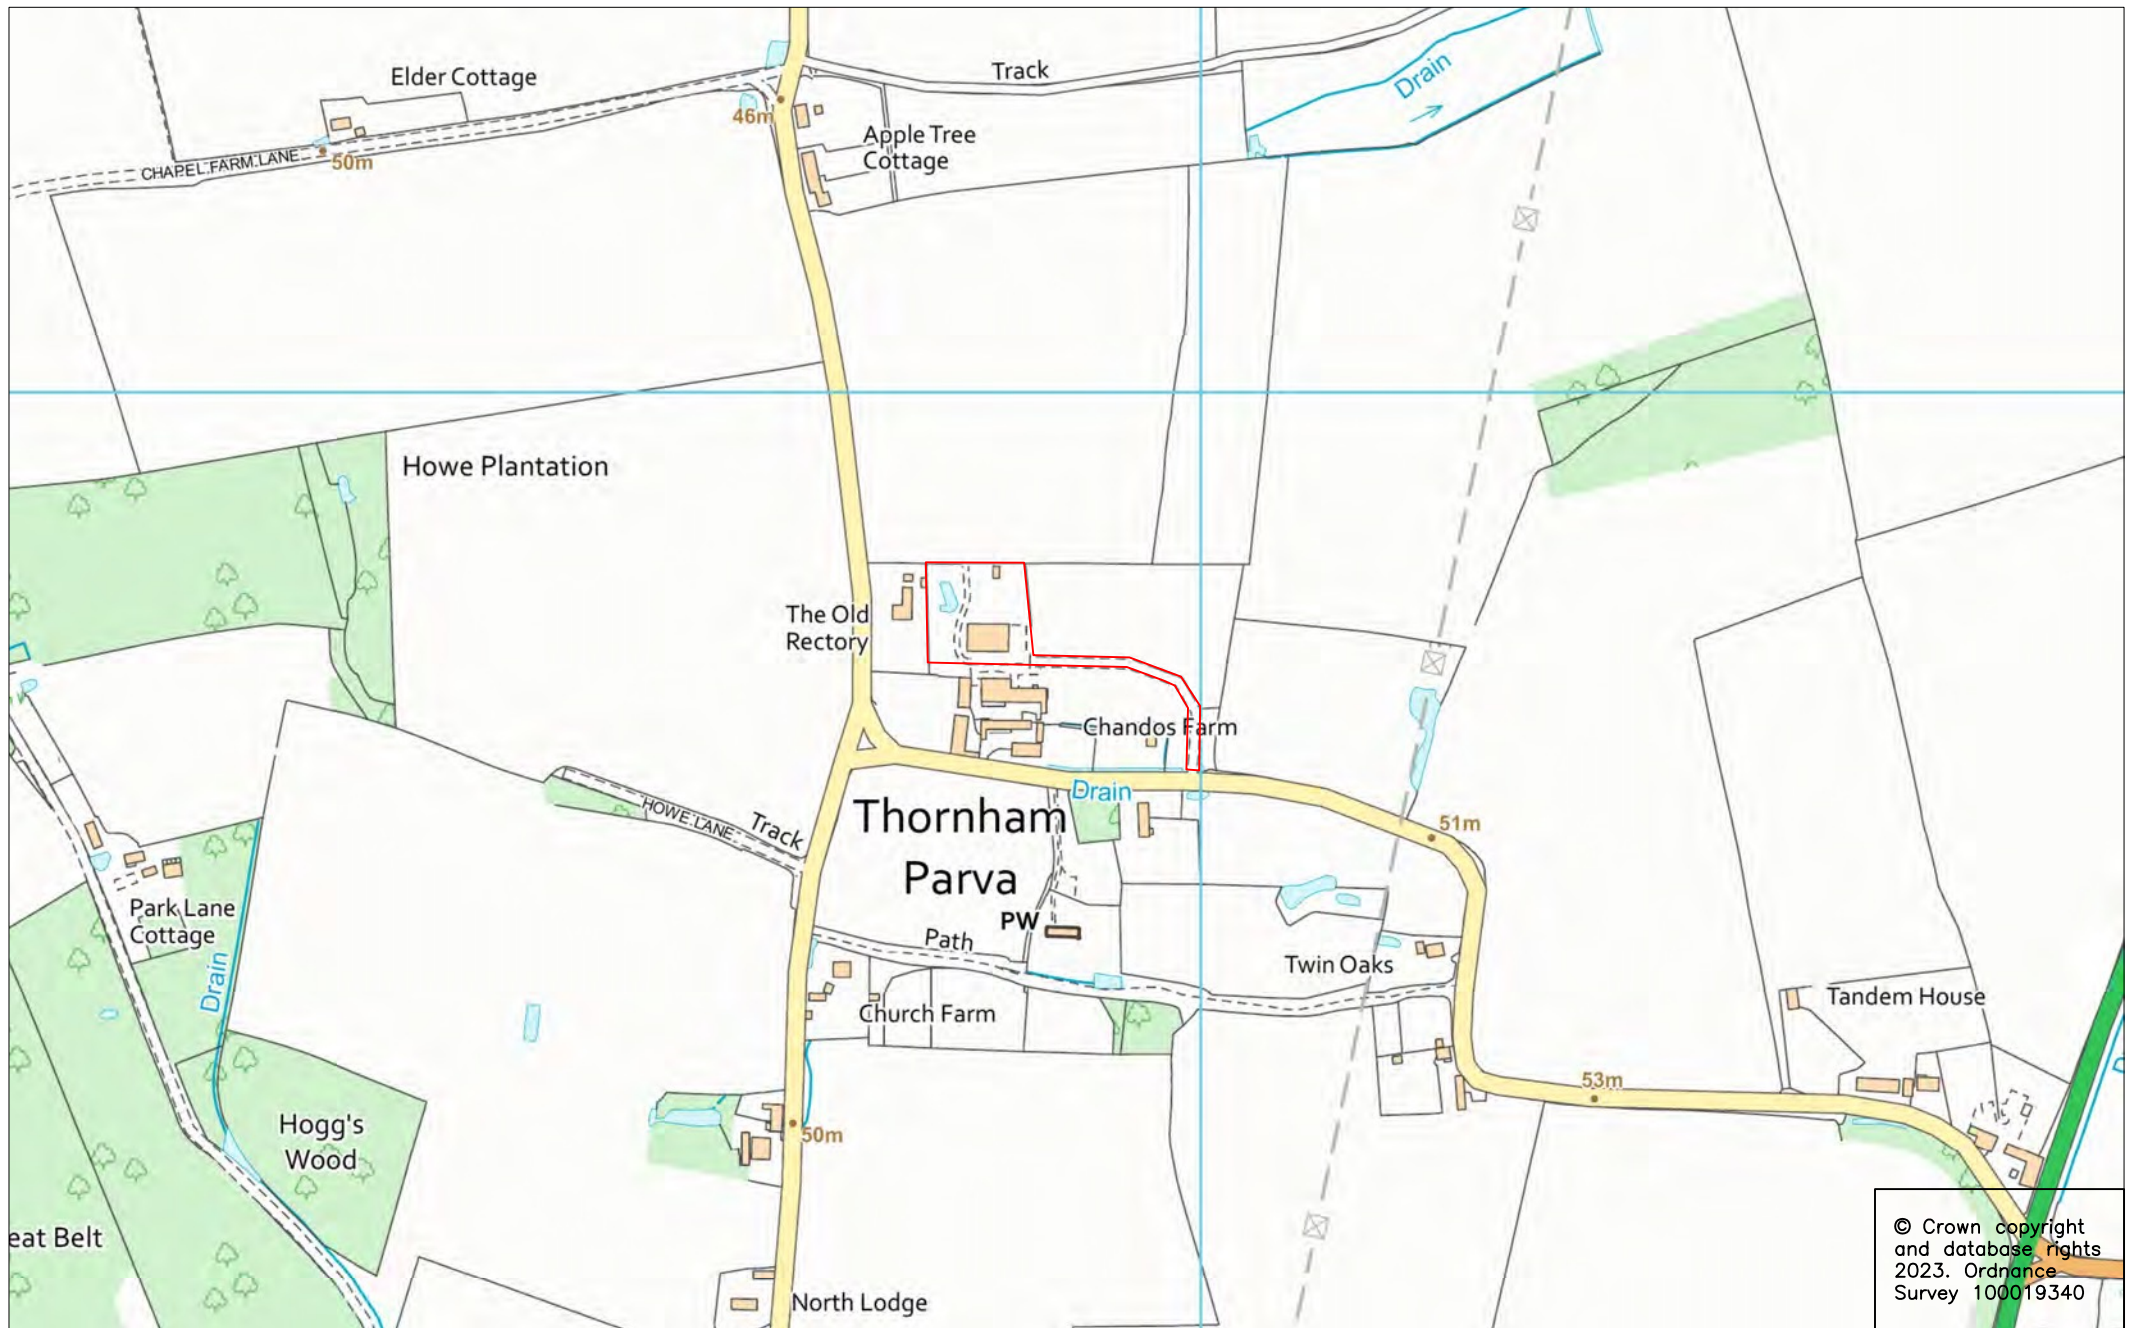 Elder Cottage
Track
Drain
46m
Apple Tree
Cottage
CHAPEL FARM LANE
50m
Howe Plantation
The Old
Rectory
Chandos Farm
Drain
HOWE LANE
Track
Thornham
Parva
51m
PW
Park Lane
Cottage
Path
Drain
Twin Oaks
Church Farm
Tandem House
53m
Hogg's
Wood
50m
eat Belt
North Lodge
© Crown copyright
and database rights
2023. Ordnance
Survey 100019340